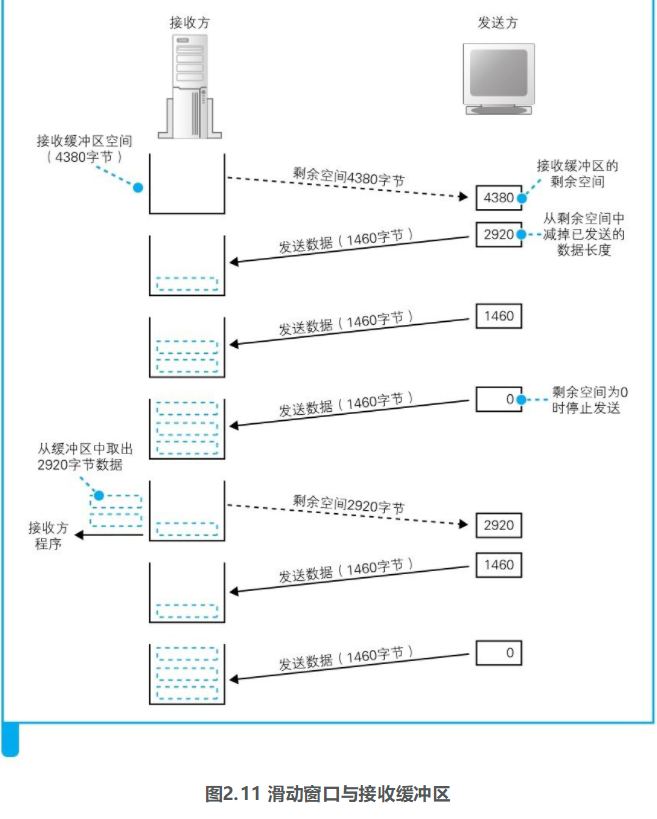 接收方
发送方
接收缓冲区空间
（4380字节）
剩余空间4380字节
接收缓冲区的
剩余空间
4380
从剩余空间中
减掉已发送的
数据长度
2920
发送数据（1460字节）
1460
发送数据（1460字节）
0
发送数据（1460字节）
剩余空间为0
时停止发送
从缓冲区中取出
2920字节数据
剩余空间2920字节
2920
接收方
程序
1460
发送数据（1460字节）
0
发送数据（1460字节）
图2.11 滑动窗口与接收缓冲区